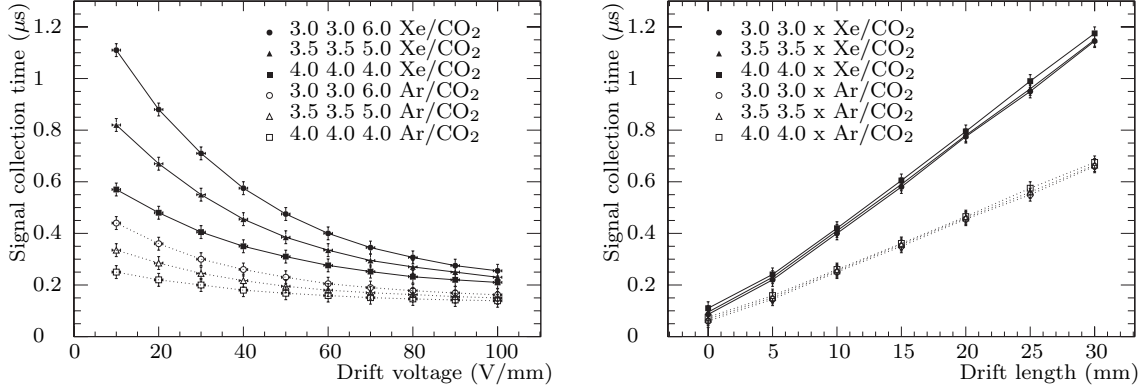 Signal collection time (μs)
1.2
1
0.8
0.6
0.4
0.2
0
3.0 3.0 6.0 Xe/CO2
3.5 3.5 5.0 Xe/CO2
4.0 4.0 4.0 Xe/CO2
3.0 3.0 6.0 Ar/CO2
3.5 3.5 5.0 Ar/CO2
4.0 4.0 4.0 Ar/CO2
0 20 40 60 80 100
Drift voltage (V/mm)
Signal collection time (μs)
1.2
1
0.8
0.6
0.4
0.2
0
3.0 3.0 x Xe/CO2
3.5 3.5 x Xe/CO2
4.0 4.0 x Xe/CO2
3.0 3.0 x Ar/CO2
3.5 3.5 x Ar/CO2
4.0 4.0 x Ar/CO2
0 5 10 15 20 25 30
Drift length (mm)